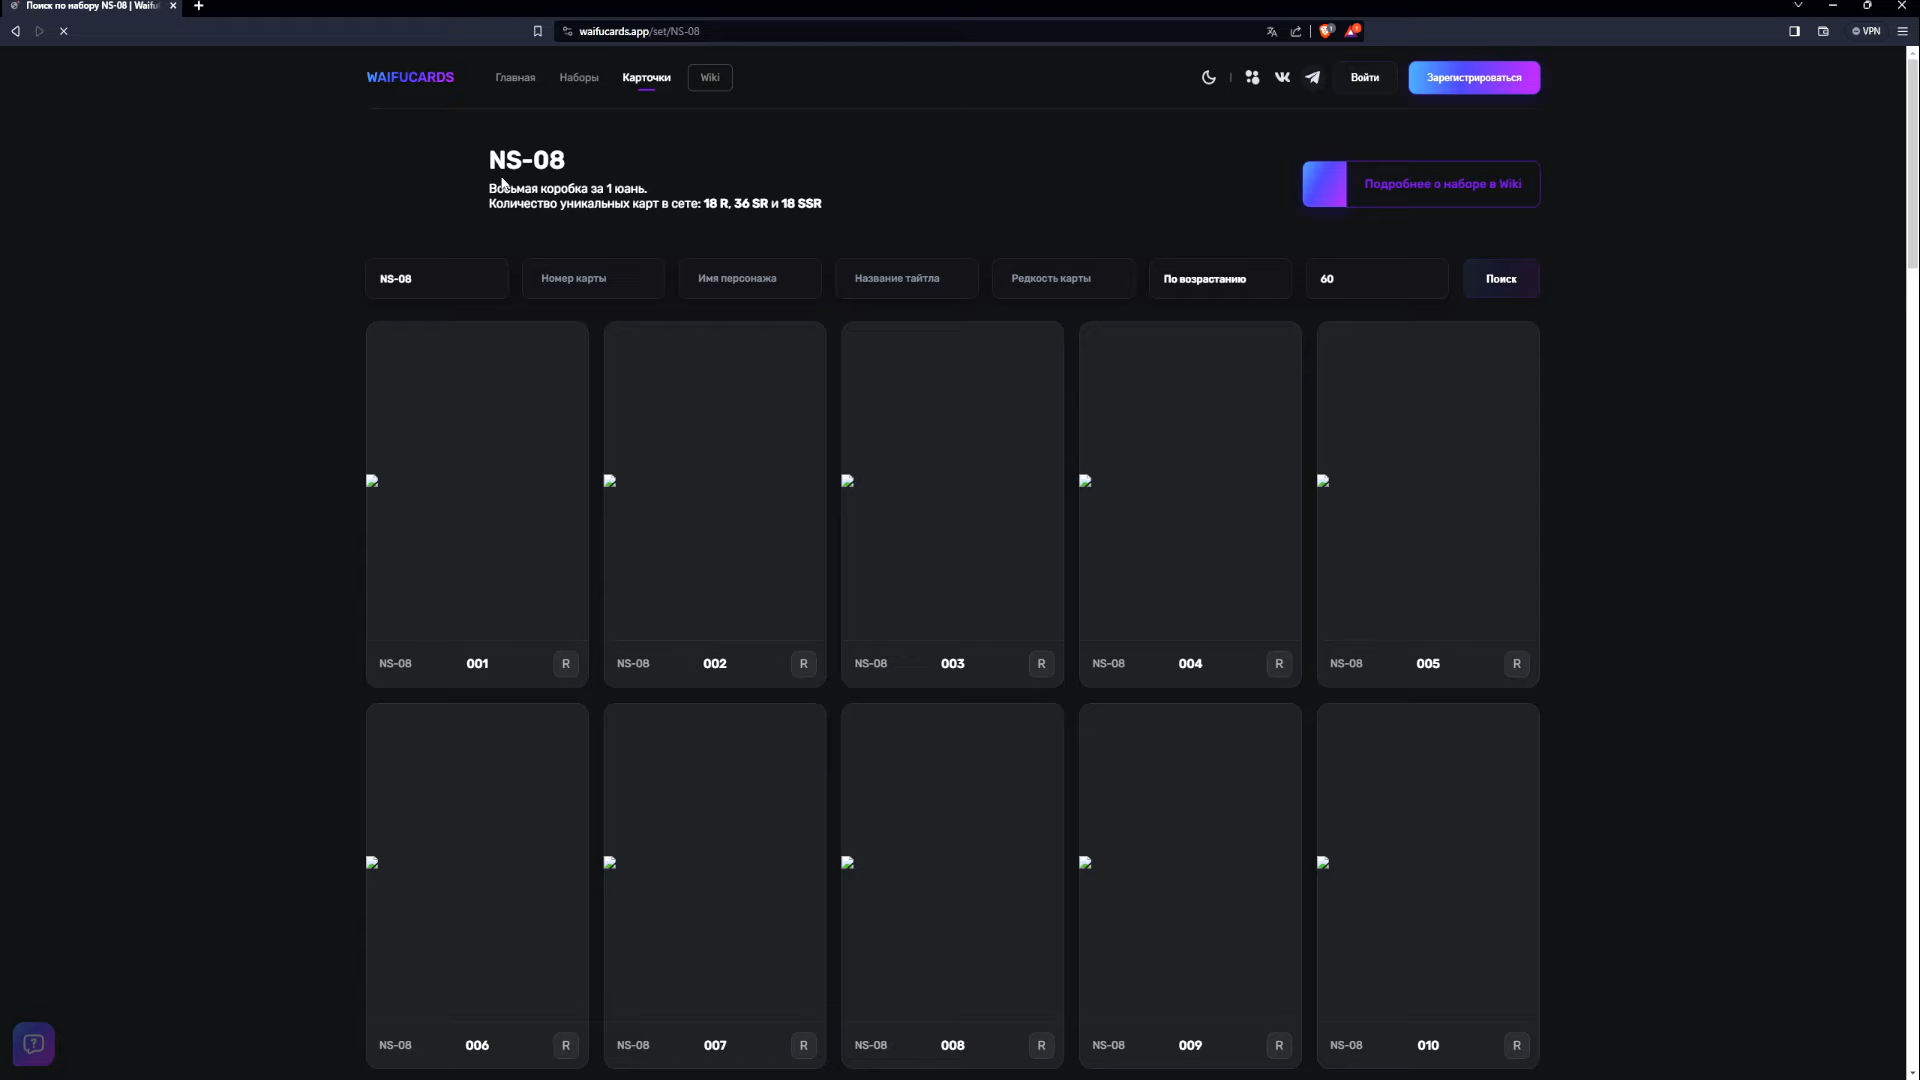 Поиск по набору NS-08 | Waifu
waifucards.app/set/NS-08
VPN
WAIFUCARDS
Главная
Наборы
Карточки
Wiki
Войти
Зарегистрироваться
NS-08
Восьмая коробка за 1 юань.
Количество уникальных карт в сете: 18 R, 36 SR и 18 SSR
Подробнее о наборе в Wiki
NS-08
Номер карты
Имя персонажа
Название тайтла
Редкость карты
По возрастанию
60
Поиск
NS-08 001 R
NS-08 002 R
NS-08 003 R
NS-08 004 R
NS-08 005 R
NS-08 006 R
NS-08 007 R
NS-08 008 R
NS-08 009 R
NS-08 010 R